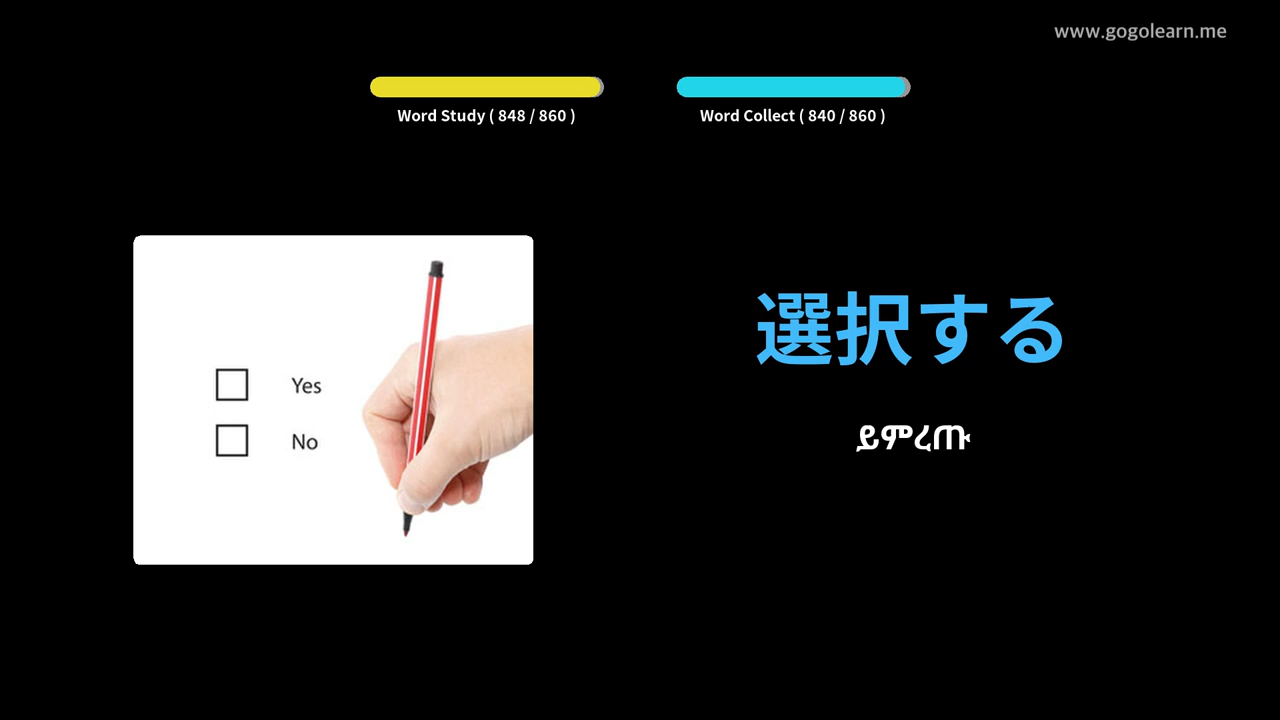 www.gogolearn.me
Word Study ( 848 / 860 )
Word Collect ( 840 / 860 )
Yes
No
選択する
ይምረጡ